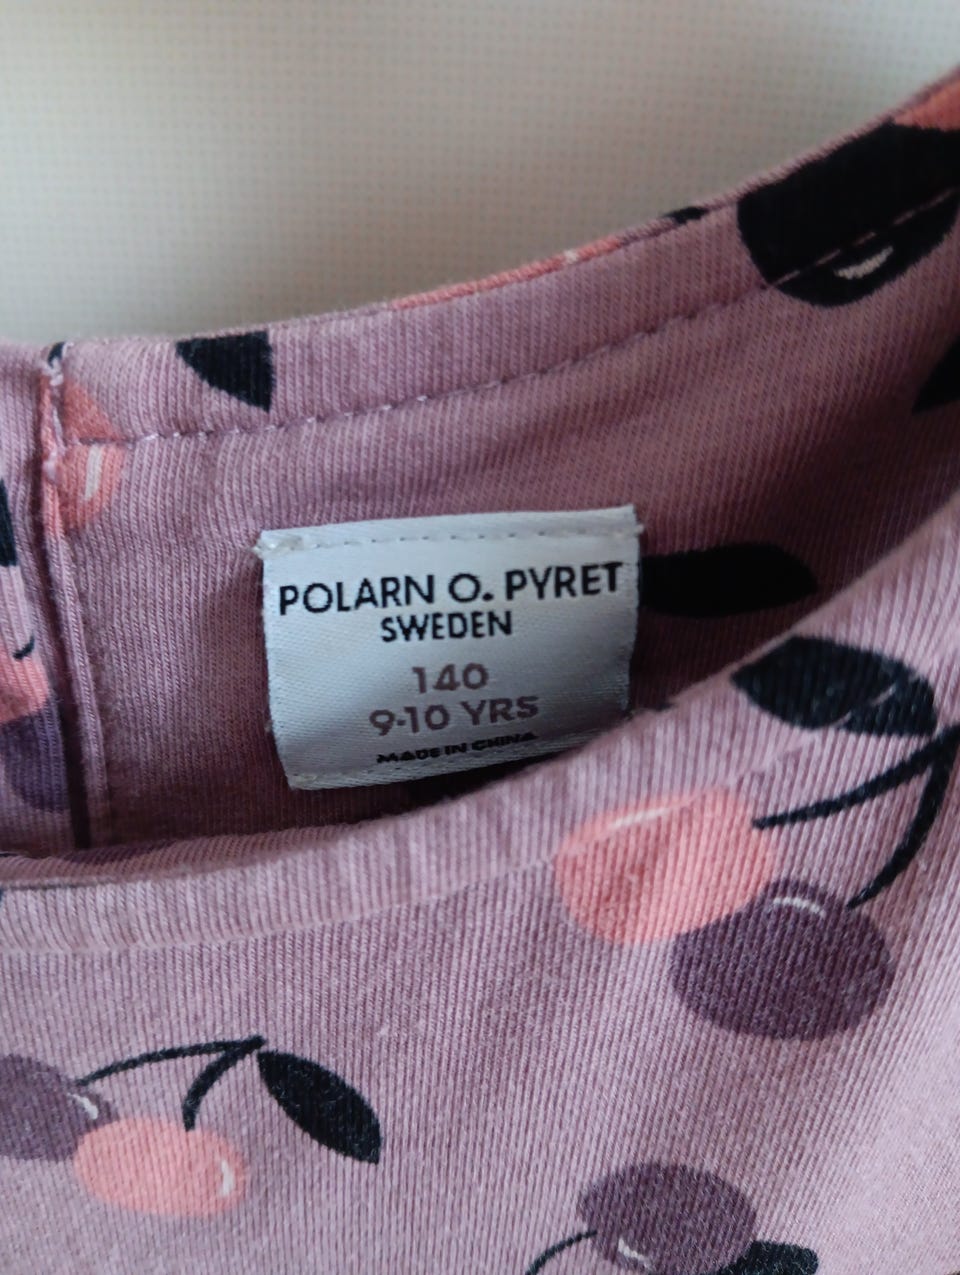 POLARN O. PYRET
SWEDEN
140
9-10 YRS
MADE IN CHINA